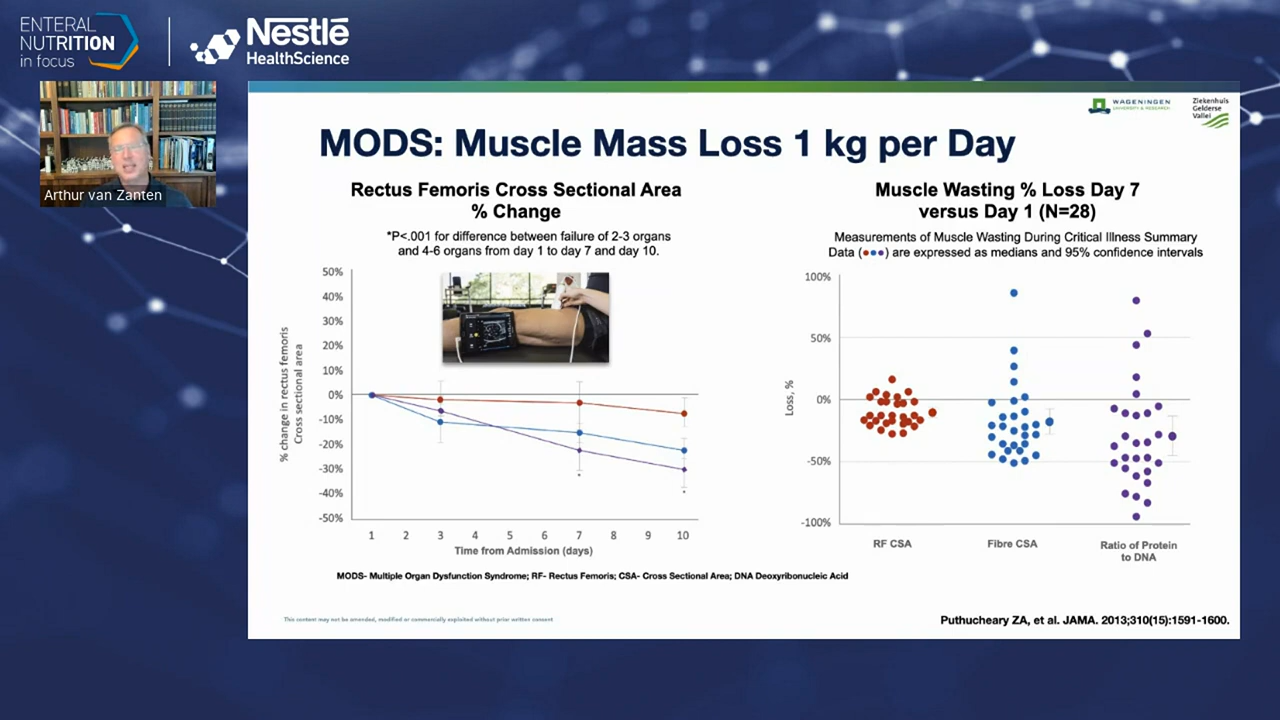 ENTERAL
NUTRITION
in focus
Nestlé
HealthScience
Arthur van Zanten
WAGENINGEN
UNIVERSITY & RESEARCH
Ziekenhuis
Gelderse
Vallei
MODS: Muscle Mass Loss 1 kg per Day
Rectus Femoris Cross Sectional Area
% Change
*P<.001 for difference between failure of 2-3 organs
and 4-6 organs from day 1 to day 7 and day 10.
% change in rectus femoris
Cross sectional area
50%
40%
30%
20%
10%
0%
-10%
-20%
-30%
-40%
-50%
*
*
1 2 3 4 5 6 7 8 9 10
Time from Admission (days)
Muscle Wasting % Loss Day 7
versus Day 1 (N=28)
Measurements of Muscle Wasting During Critical Illness Summary
Data (●●●) are expressed as medians and 95% confidence intervals
Loss, %
100%
50%
0%
-50%
-100%
RF CSA
Fibre CSA
Ratio of Protein
to DNA
MODS- Multiple Organ Dysfunction Syndrome; RF- Rectus Femoris; CSA- Cross Sectional Area; DNA Deoxyribonucleic Acid
This content may not be amended, modified or commercially exploited without prior written consent
Puthucheary ZA, et al. JAMA. 2013;310(15):1591-1600.